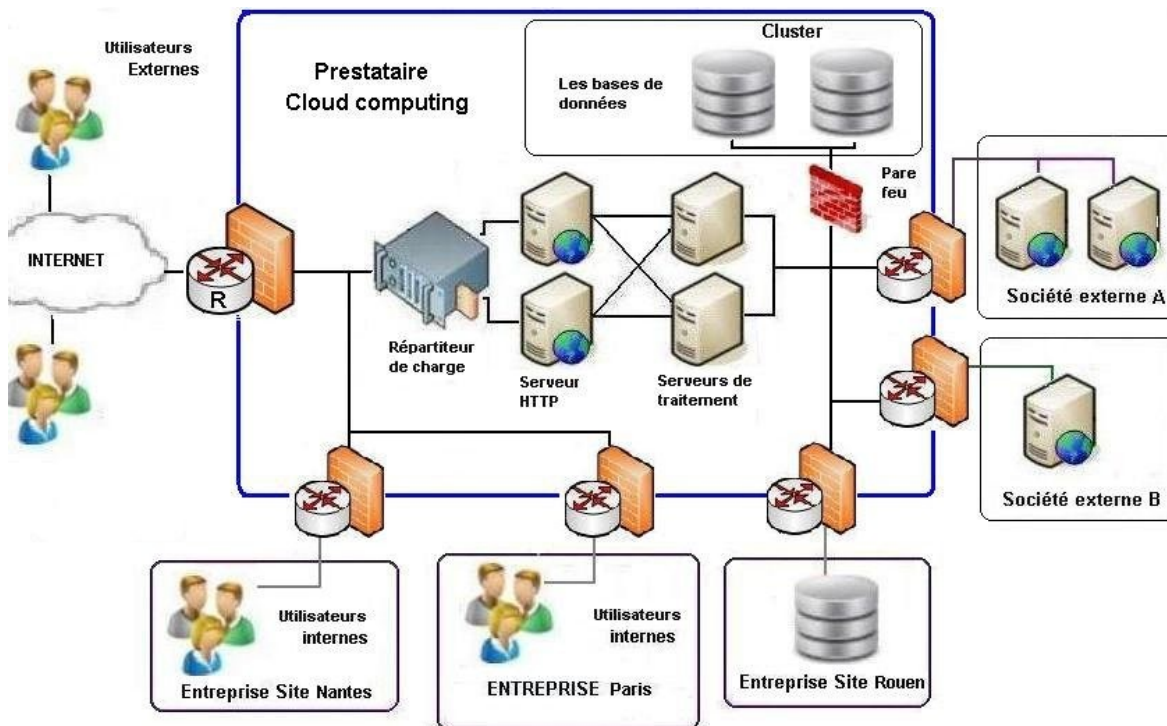 Utilisateurs
Externes
Prestataire
Cloud computing
Cluster
Les bases de
données
Pare
feu
INTERNET
R
Répartiteur
de charge
Serveur
HTTP
Serveurs de
traitement
Société externe A
Société externe B
Utilisateurs
internes
Entreprise Site Nantes
Utilisateurs
internes
ENTREPRISE Paris
Entreprise Site Rouen